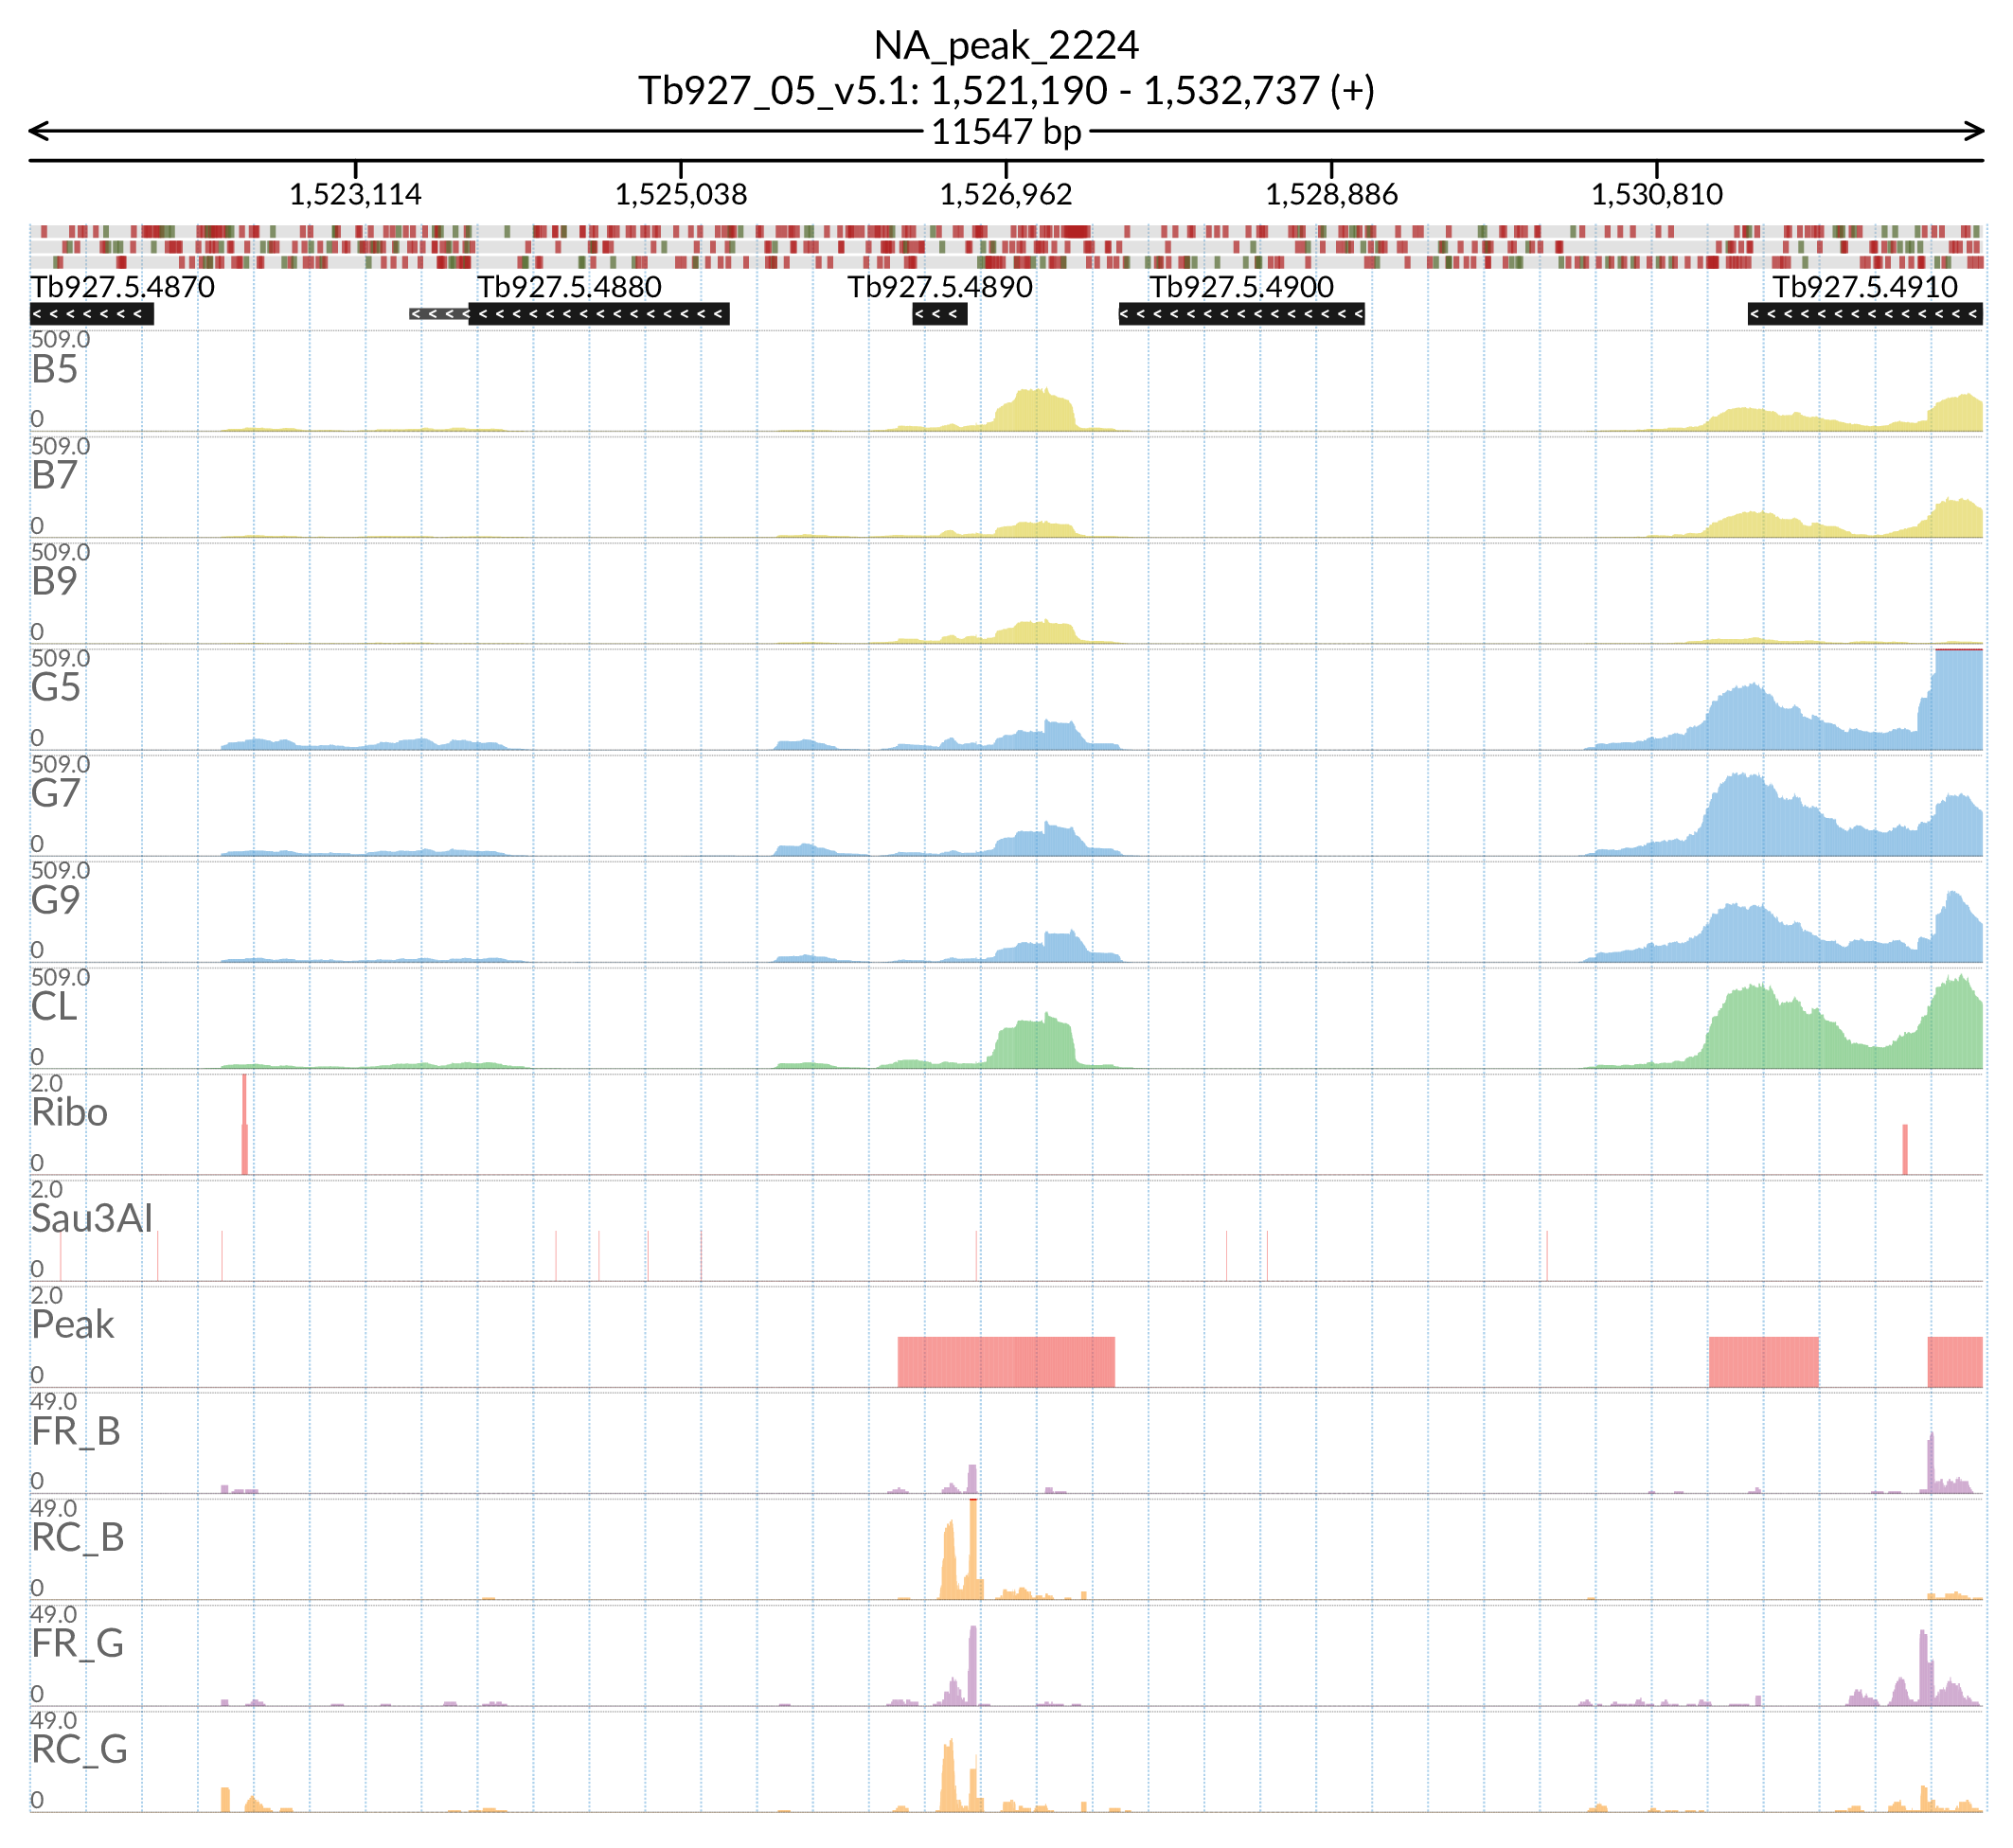 NA_peak_2224
Tb927_05_v5.1: 1,521,190 - 1,532,737 (+)
11547 bp
1,523,114 1,525,038 1,526,962 1,528,886 1,530,810
Tb927.5.4870 Tb927.5.4880 Tb927.5.4890 Tb927.5.4900 Tb927.5.4910
509.0
B5
0
509.0
B7
0
509.0
B9
0
509.0
G5
0
509.0
G7
0
509.0
G9
0
509.0
CL
0
2.0
Ribo
0
2.0
Sau3AI
0
2.0
Peak
0
49.0
FR_B
0
49.0
RC_B
0
49.0
FR_G
0
49.0
RC_G
0